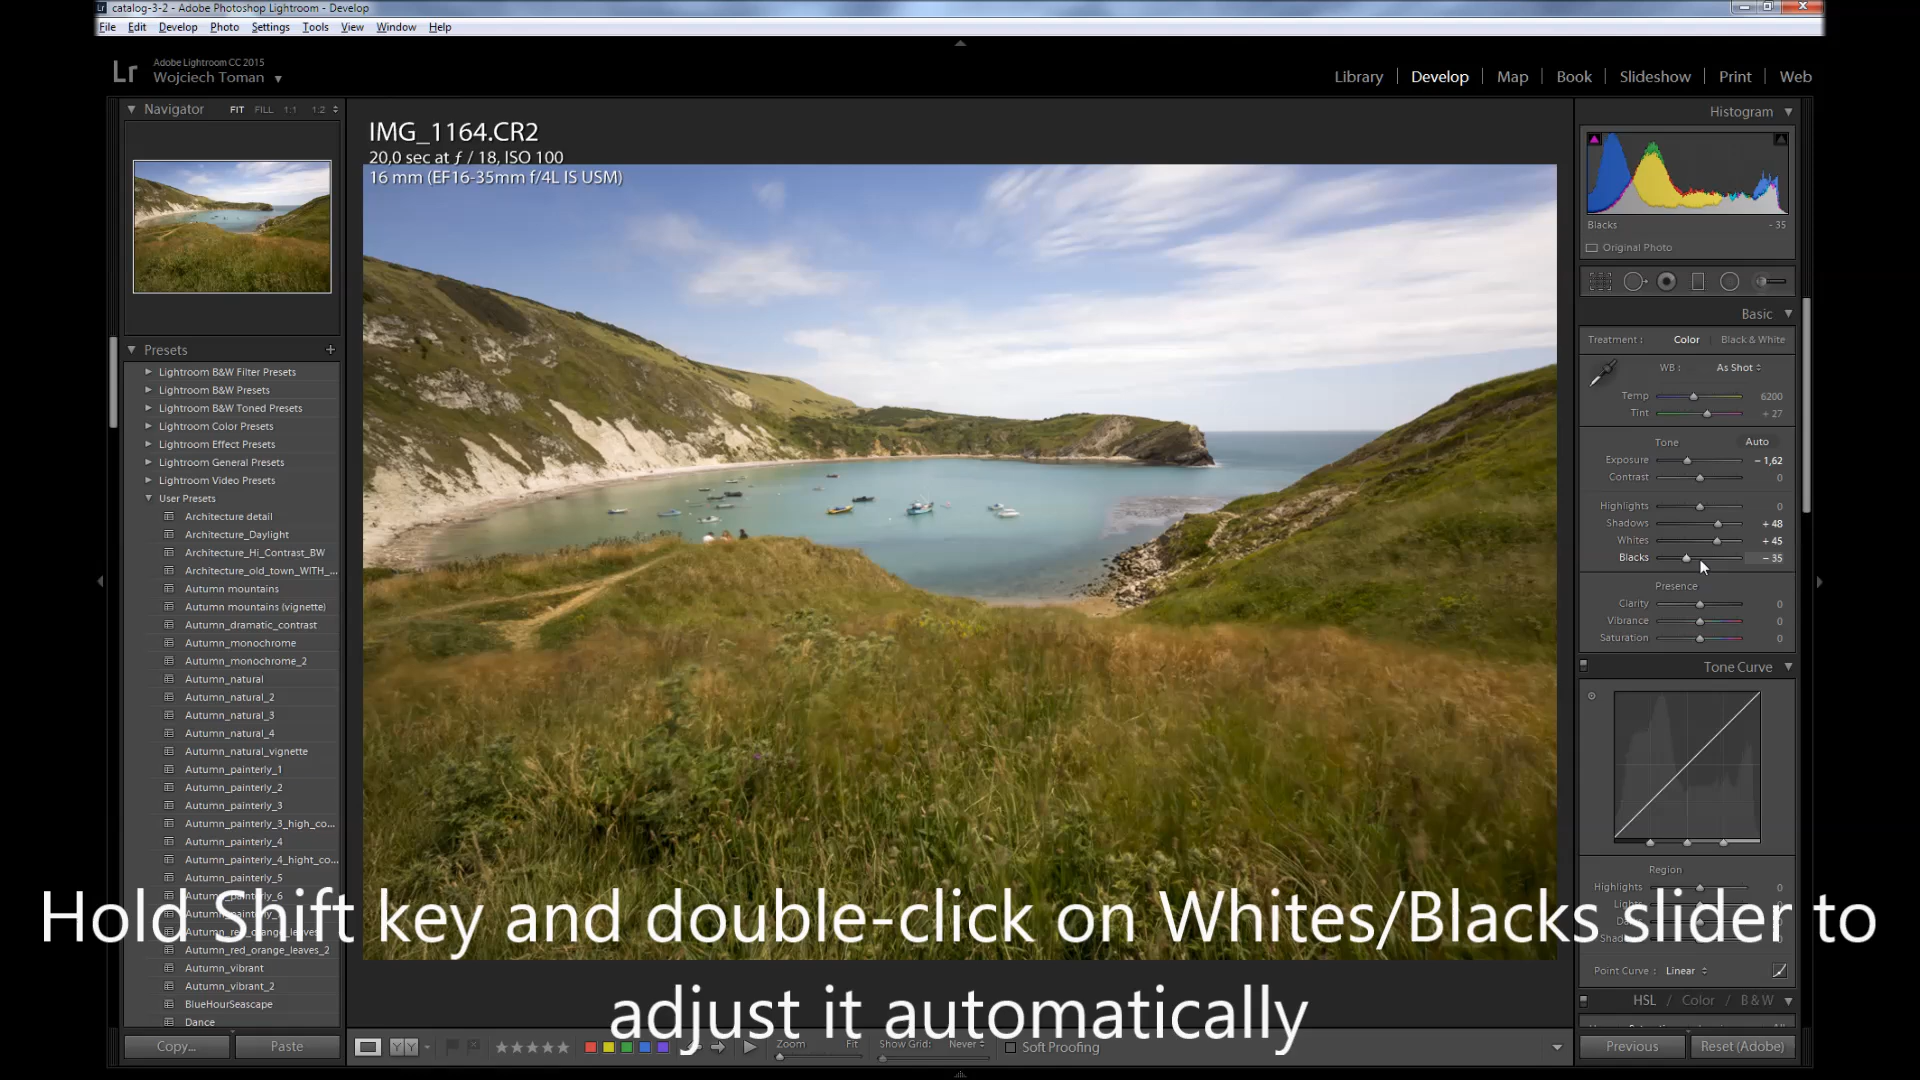 catalog-3-2 - Adobe Photoshop Lightroom - Develop
File Edit Develop Photo Settings Tools View Window Help
Lr
Adobe Lightroom CC 2015
Wojciech Toman
Library | Develop | Map | Book | Slideshow | Print | Web
Navigator FIT FILL 1:1 1:2
Presets +
Lightroom B&W Filter Presets
Lightroom B&W Presets
Lightroom B&W Toned Presets
Lightroom Color Presets
Lightroom Effect Presets
Lightroom General Presets
Lightroom Video Presets
User Presets
Architecture detail
Architecture_Daylight
Architecture_Hi_Contrast_BW
Architecture_old_town_WITH_...
Autumn mountains
Autumn mountains (vignette)
Autumn_dramatic_contrast
Autumn_monochrome
Autumn_monochrome_2
Autumn_natural
Autumn_natural_2
Autumn_natural_3
Autumn_natural_4
Autumn_natural_vignette
Autumn_painterly_1
Autumn_painterly_2
Autumn_painterly_3
Autumn_painterly_3_high_co...
Autumn_painterly_4
Autumn_painterly_4_hight_co...
Autumn_painterly_5
Autumn_painterly_6
Autumn_red_orange_leaves_2
Autumn_vibrant
Autumn_vibrant_2
BlueHourSeascape
Dance
Copy... Paste
IMG_1164.CR2
20,0 sec at ƒ / 18, ISO 100
16 mm (EF16-35mm f/4L IS USM)
Histogram
Blacks - 35
Original Photo
Basic
Treatment : Color | Black & White
WB : As Shot
Temp 6200
Tint + 27
Tone Auto
Exposure - 1,62
Contrast 0
Highlights 0
Shadows + 48
Whites + 45
Blacks - 35
Presence
Clarity 0
Vibrance 0
Saturation 0
Tone Curve
Region
Highlights 0
Point Curve : Linear
HSL / Color / B & W
Previous Reset (Adobe)
Hold Shift key and double-click on Whites/Blacks slider to
adjust it automatically
Zoom Fit Show Grid: Never Soft Proofing